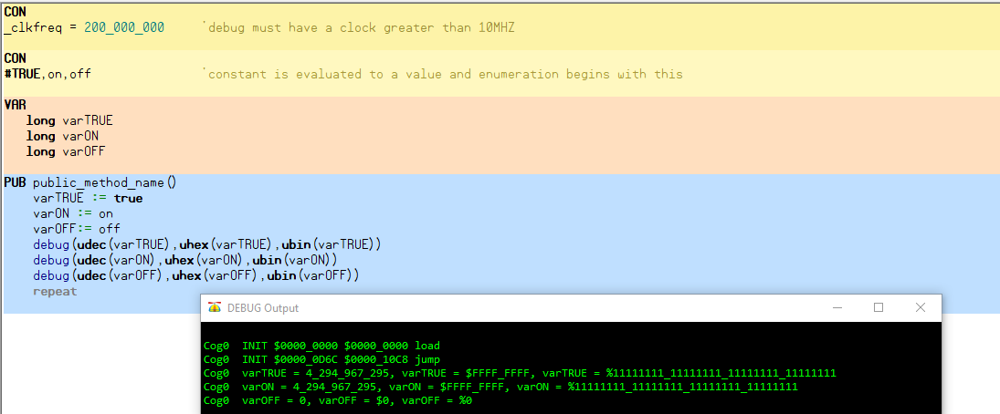 CON
_clkfreq = 200_000_000     'debug must have a clock greater than 10MHZ
CON
#TRUE,on,off               'constant is evaluated to a value and enumeration begins with this
VAR
   long varTRUE
   long varON
   long varOFF
PUB public_method_name()
    varTRUE := true
    varON := on
    varOFF:= off
    debug(udec(varTRUE),uhex(varTRUE),ubin(varTRUE))
    debug(udec(varON),uhex(varON),ubin(varON))
    debug(udec(varOFF),uhex(varOFF),ubin(varOFF))
    repeat
DEBUG Output
Cog0  INIT $0000_0000 $0000_0000 load
Cog0  INIT $0000_0D6C $0000_10C8 jump
Cog0  varTRUE = 4_294_967_295, varTRUE = $FFFF_FFFF, varTRUE = %11111111_11111111_11111111_11111111
Cog0  varON = 4_294_967_295, varON = $FFFF_FFFF, varON = %11111111_11111111_11111111_11111111
Cog0  varOFF = 0, varOFF = $0, varOFF = %0